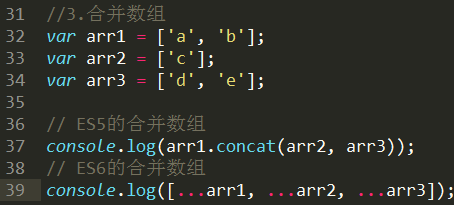 31 //3.合并数组
32 var arr1 = ['a', 'b'];
33 var arr2 = ['c'];
34 var arr3 = ['d', 'e'];
35
36 // ES5的合并数组
37 console.log(arr1.concat(arr2, arr3));
38 // ES6的合并数组
39 console.log([...arr1, ...arr2, ...arr3]);